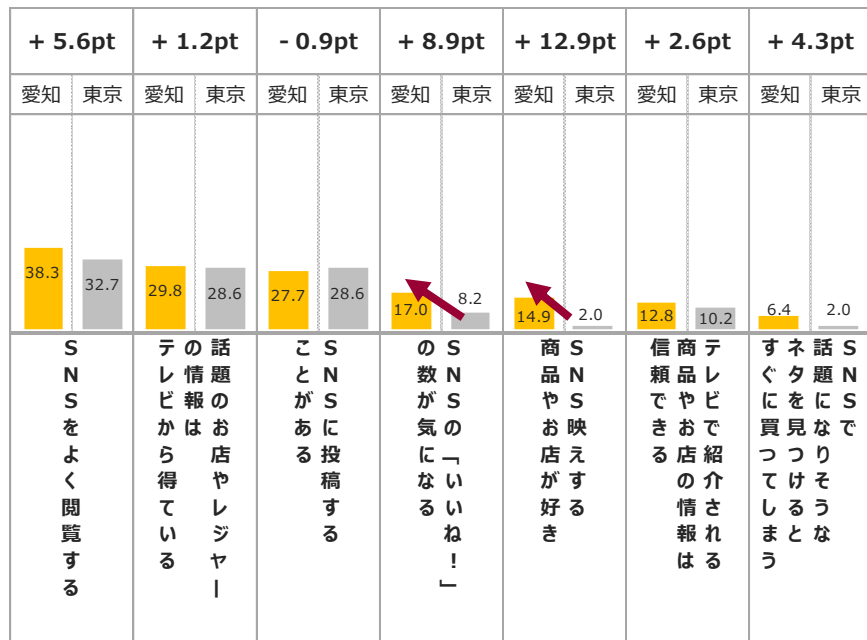 + 5.6pt + 1.2pt - 0.9pt + 8.9pt + 12.9pt + 2.6pt + 4.3pt
愛知 東京 愛知 東京 愛知 東京 愛知 東京 愛知 東京 愛知 東京 愛知 東京
38.3 32.7 29.8 28.6 27.7 28.6 17.0 8.2 14.9 2.0 12.8 10.2 6.4 2.0
SNSをよく閲覧する
話題のお店やレジャー
の情報は
テレビから得ている
SNSに投稿する
ことがある
SNSの「いいね!」
の数が気になる
SNS映えする
商品やお店が好き
テレビで紹介される
商品やお店の情報は
信頼できる
SNSで
話題になりそうな
ネタを見つけると
すぐに買つてしまう